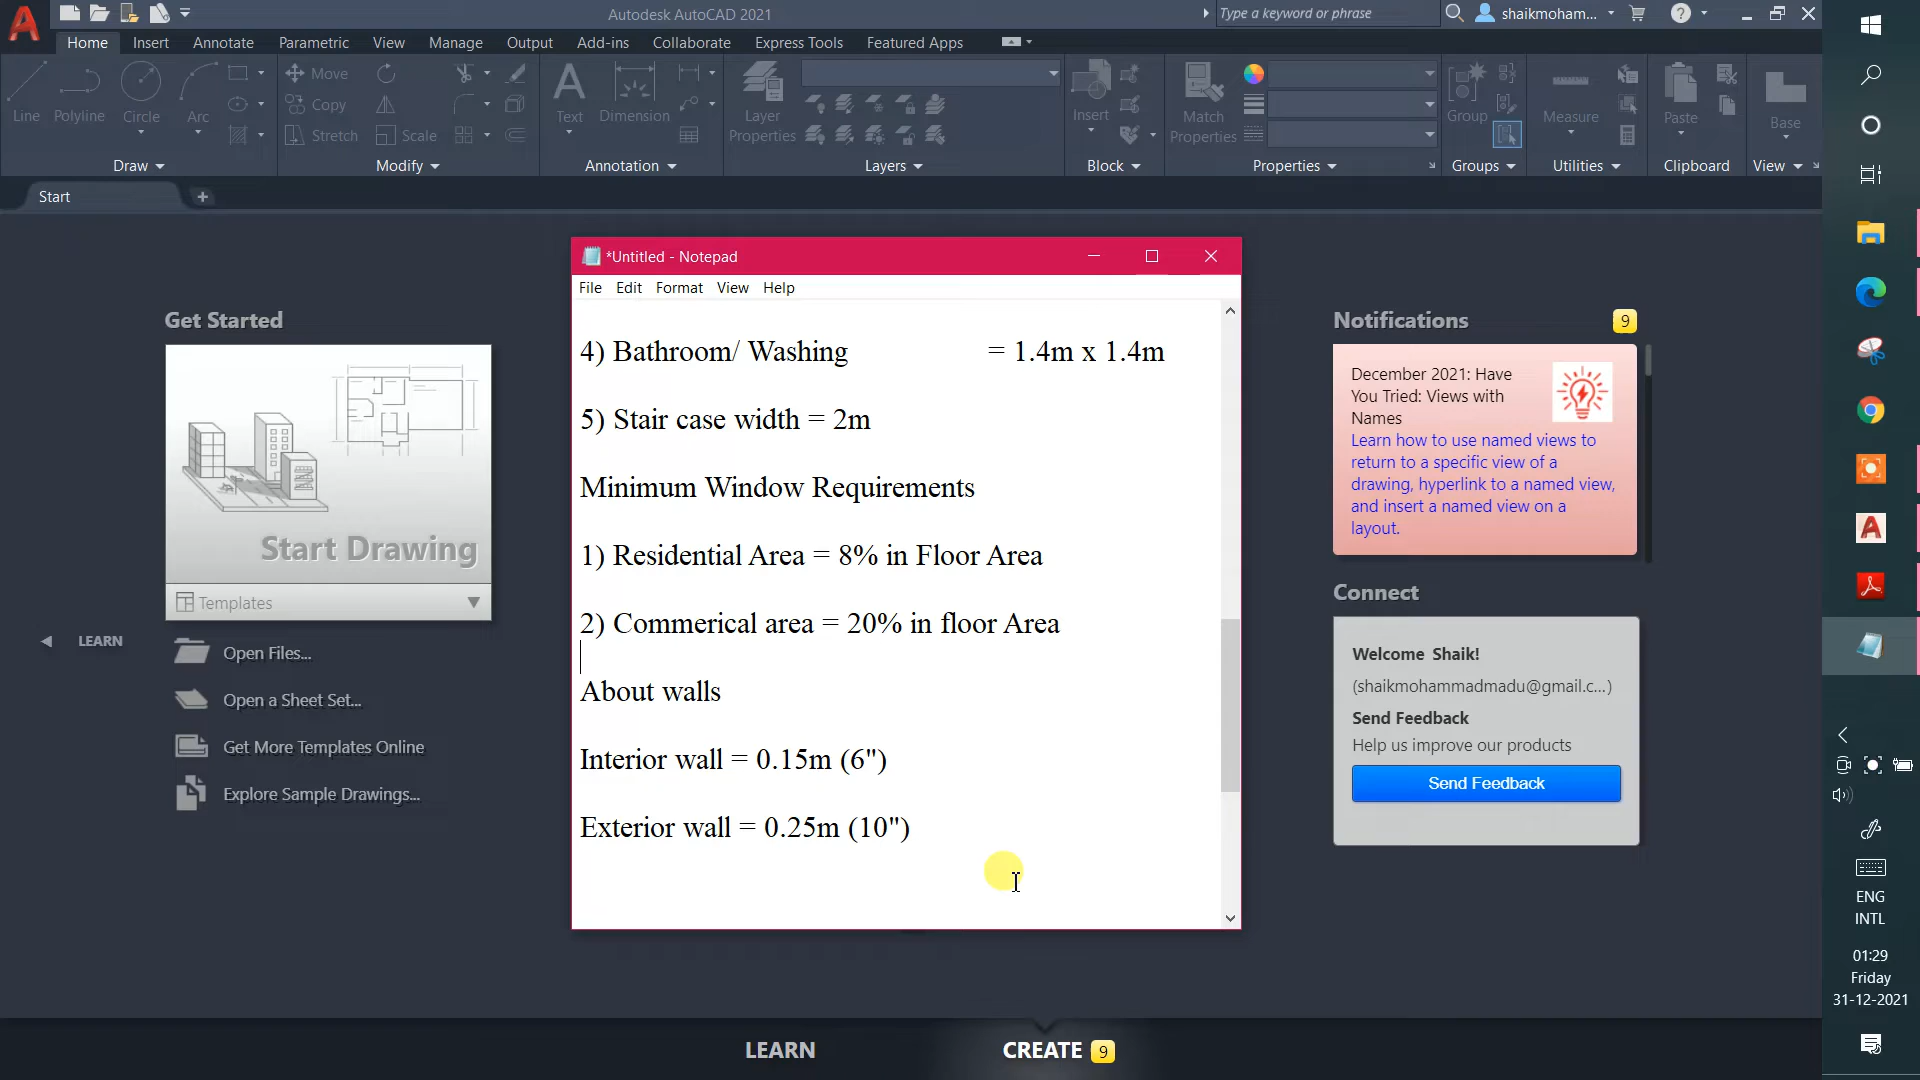 Autodesk AutoCAD 2021
Type a keyword or phrase
shaikmoham...
Home Insert Annotate Parametric View Manage Output Add-ins Collaborate Express Tools Featured Apps
Line Polyline Circle Arc
Move
Copy
Stretch Scale
Text Dimension
Layer Properties
Insert
Match Properties
Group
Measure
Paste
Base
Draw Modify Annotation Layers Block Properties Groups Utilities Clipboard View
Start
*Untitled - Notepad
File Edit Format View Help
4) Bathroom/ Washing = 1.4m x 1.4m
5) Stair case width = 2m
Minimum Window Requirements
1) Residential Area = 8% in Floor Area
2) Commerical area = 20% in floor Area
About walls
Interior wall = 0.15m (6")
Exterior wall = 0.25m (10")
Get Started
Start Drawing
Templates
LEARN
Open Files...
Open a Sheet Set...
Get More Templates Online
Explore Sample Drawings...
Notifications 9
December 2021: Have
You Tried: Views with
Names
Learn how to use named views to
return to a specific view of a
drawing, hyperlink to a named view,
and insert a named view on a
layout.
Connect
Welcome Shaik!
(shaikmohammadmadu@gmail.c...)
Send Feedback
Help us improve our products
Send Feedback
LEARN CREATE 9
ENG
INTL
01:29
Friday
31-12-2021